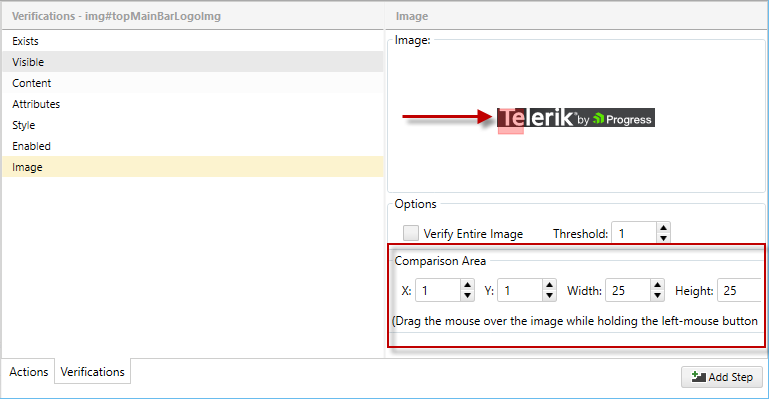 Verifications - img#topMainBarLogoImg
Exists
Visible
Content
Attributes
Style
Enabled
Image
Image
Image:
Telerik by Progress
Options
Verify Entire Image Threshold: 1
Comparison Area
X: 1 Y: 1 Width: 25 Height: 25
(Drag the mouse over the image while holding the left-mouse button
Actions Verifications
Add Step